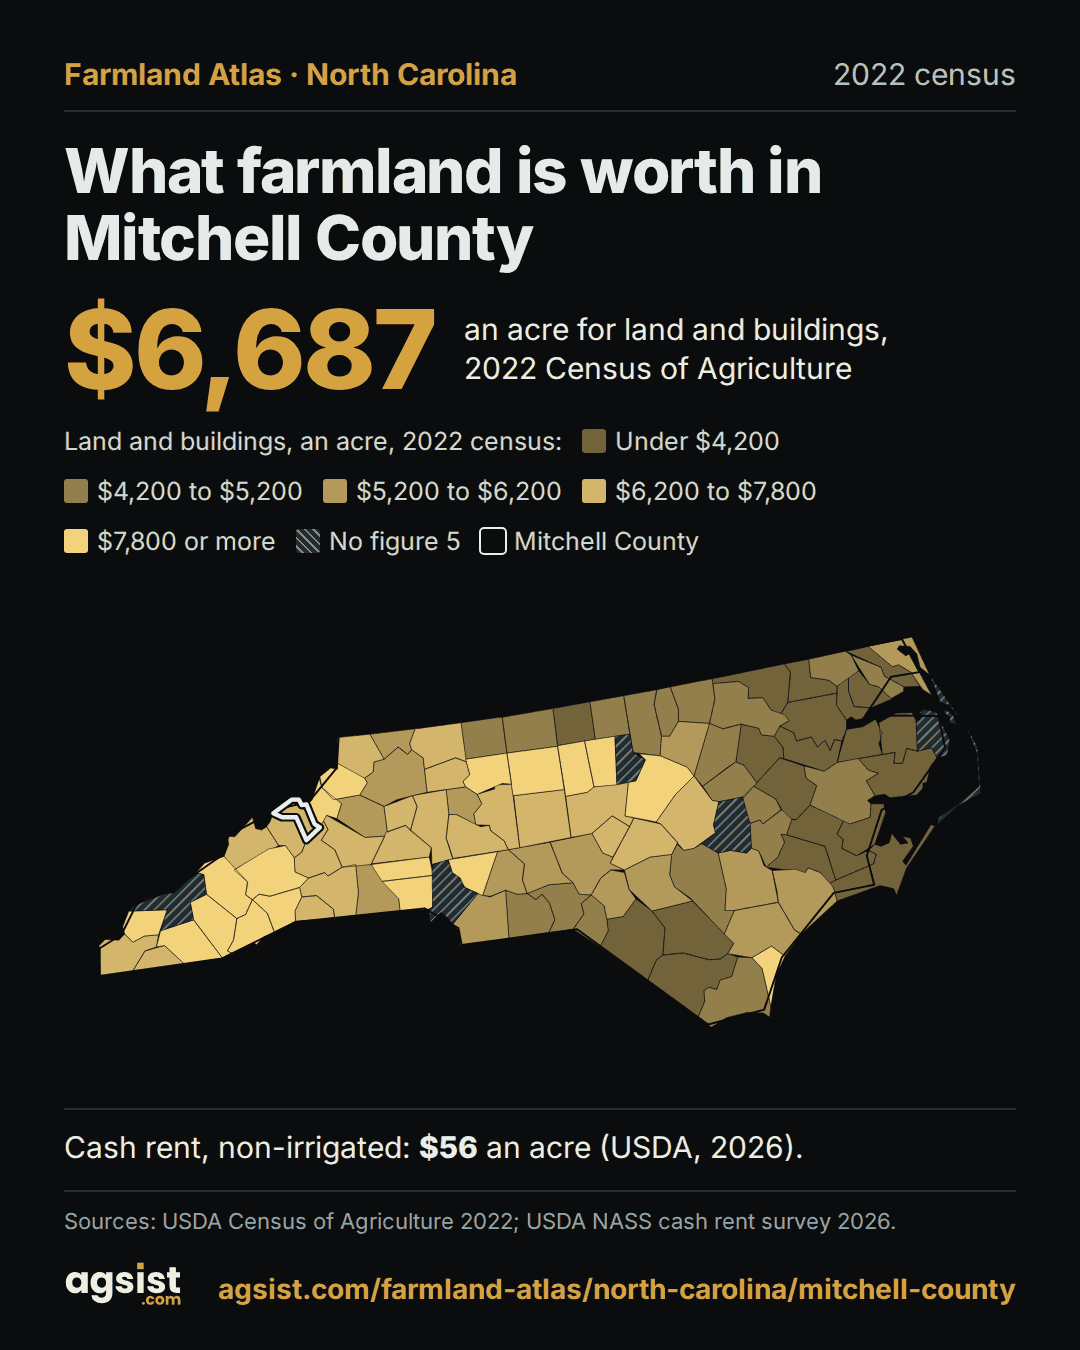 Farmland Atlas · North Carolina
2022 census
What farmland is worth in
Mitchell County
$6,687
an acre for land and buildings,
2022 Census of Agriculture
Land and buildings, an acre, 2022 census: Under $4,200
$4,200 to $5,200 $5,200 to $6,200 $6,200 to $7,800
$7,800 or more No figure 5 Mitchell County
Cash rent, non-irrigated: $56 an acre (USDA, 2026).
Sources: USDA Census of Agriculture 2022; USDA NASS cash rent survey 2026.
agsist
.com
agsist.com/farmland-atlas/north-carolina/mitchell-county